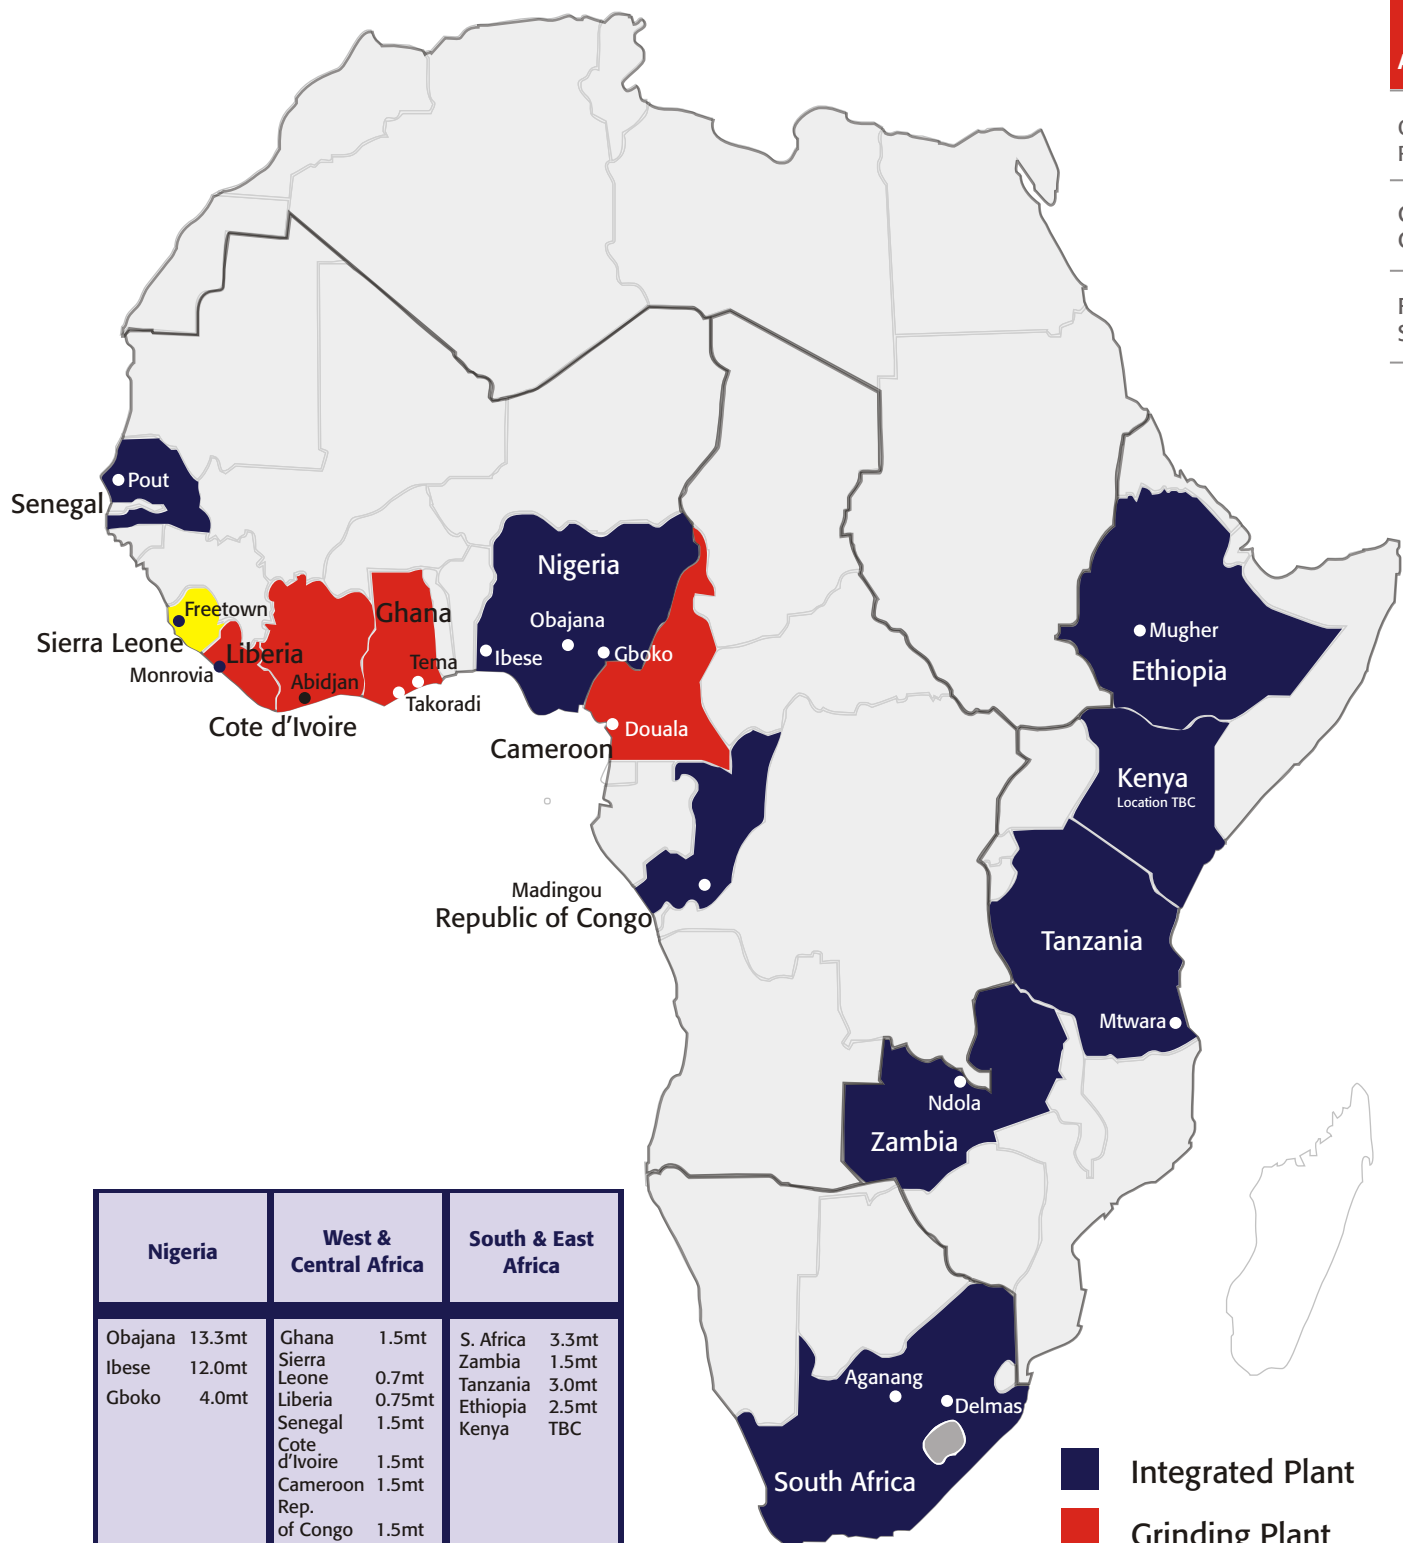 Pout
Senegal
Freetown
Sierra Leone
Liberia
Monrovia
Abidjan
Cote d'Ivoire
Ghana
Tema
Takoradi
Nigeria
Obajana
Ibese
Gboko
Douala
Cameroon
Madingou
Republic of Congo
Mugher
Ethiopia
Kenya
Location TBC
Tanzania
Mtwara
Ndola
Zambia
Aganang
Delmas
South Africa
Nigeria
Obajana 13.3mt
Ibese 12.0mt
Gboko 4.0mt
West &
Central Africa
Ghana 1.5mt
Sierra
Leone 0.7mt
Liberia 0.75mt
Senegal 1.5mt
Cote
d'Ivoire 1.5mt
Cameroon 1.5mt
Rep.
of Congo 1.5mt
South & East
Africa
S. Africa 3.3mt
Zambia 1.5mt
Tanzania 3.0mt
Ethiopia 2.5mt
Kenya TBC
Integrated Plant
Grinding Plant